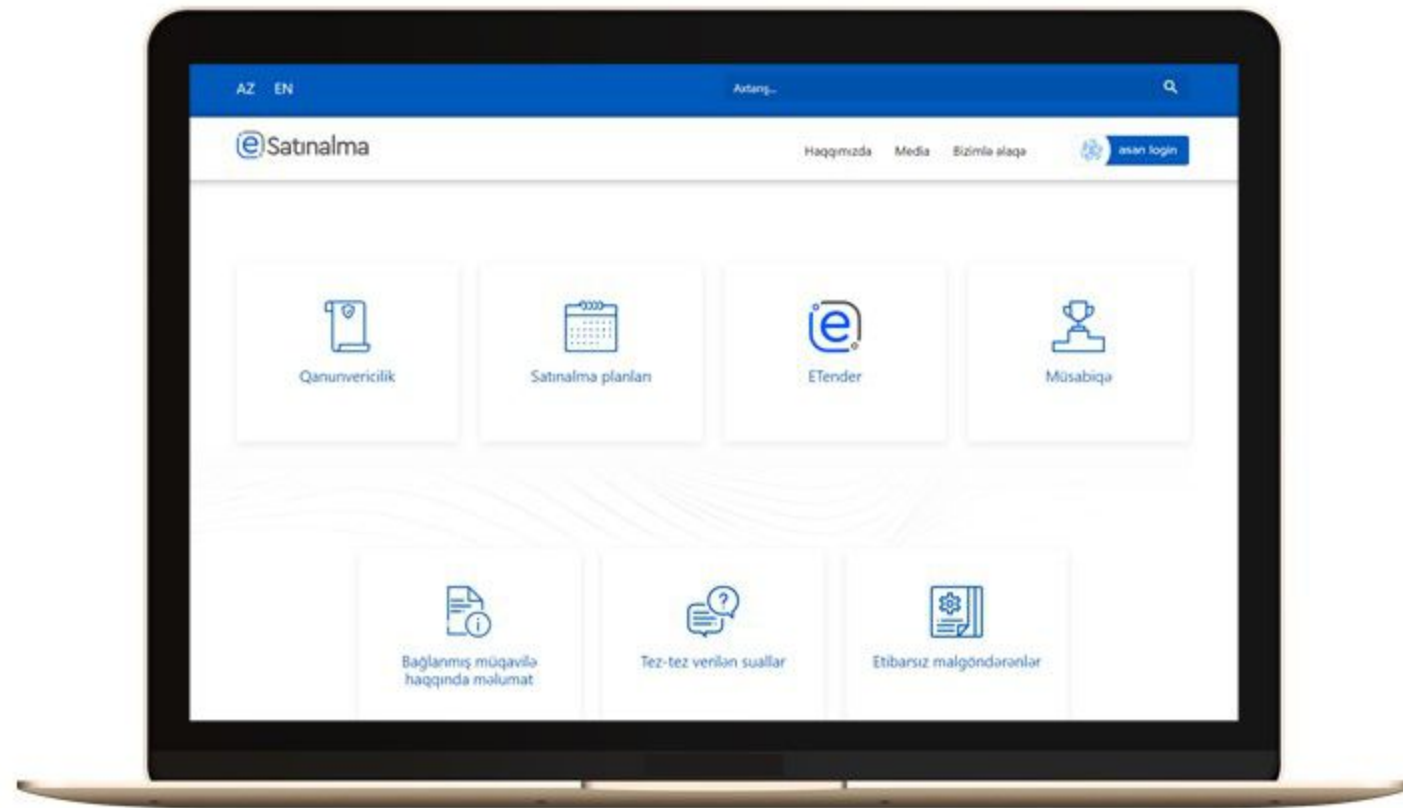 AZ EN
Axtarış...
e Satınalma
Haqqımızda Media Bizimlə əlaqə
asan login
Qanunvericilik
Satınalma planları
e
ETender
Müsabiqə
Bağlanmış müqavilə
haqqında məlumat
?
Tez-tez verilən suallar
i
Etibarsız malgöndərənlər